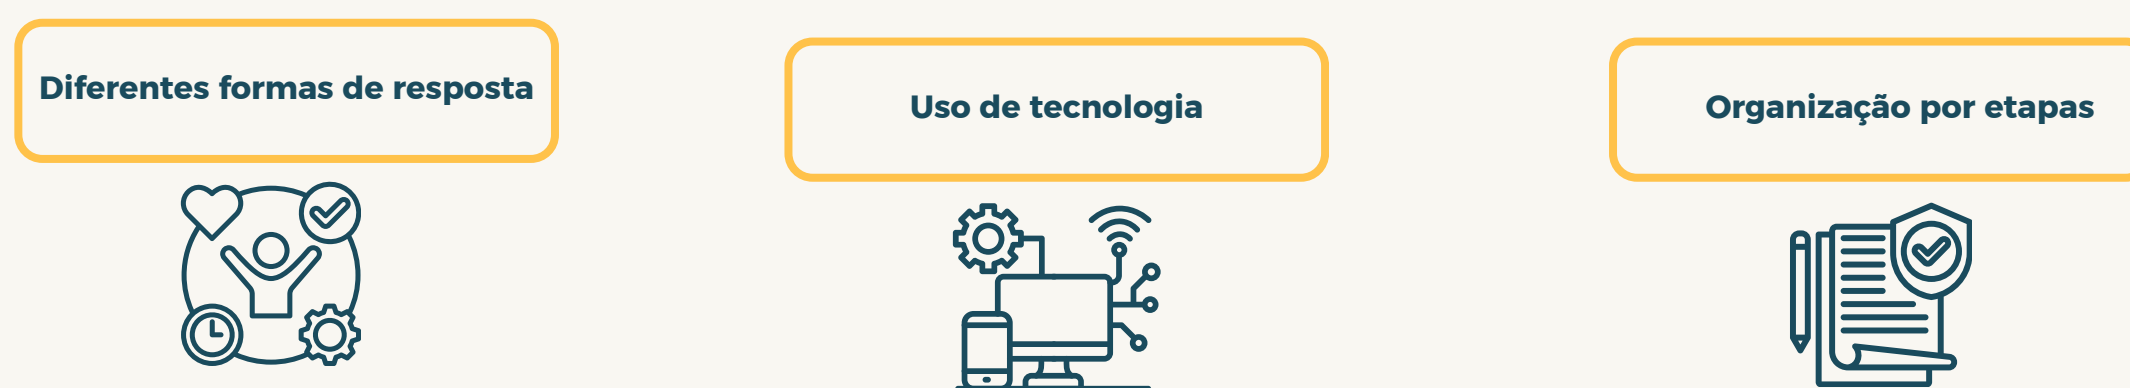 Diferentes formas de resposta
Uso de tecnologia
Organização por etapas